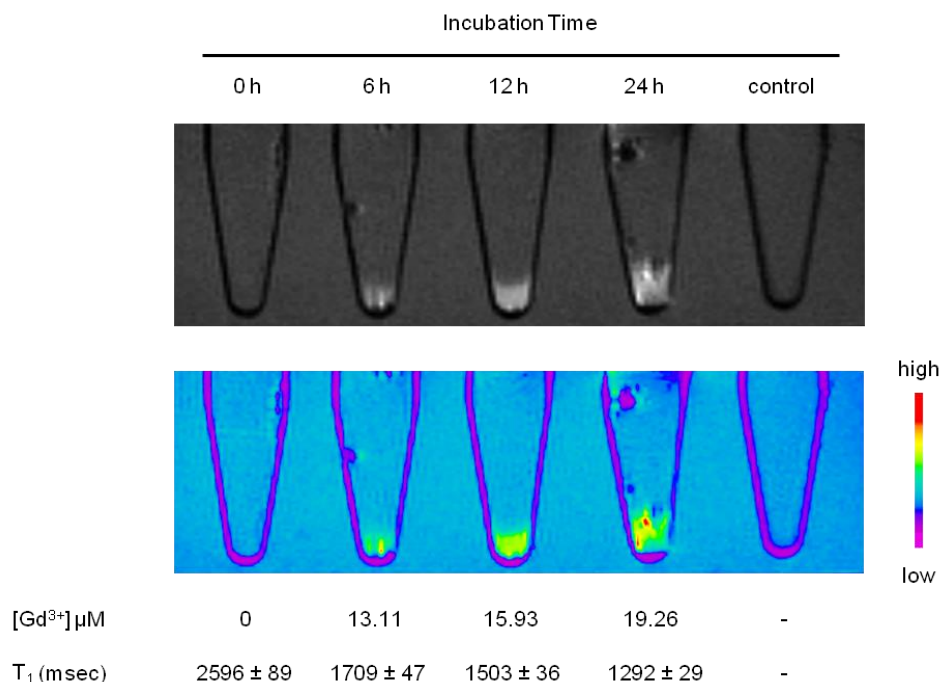 Incubation Time
0 h 6 h 12 h 24 h control
high
low
[Gd³⁺] µM 0 13.11 15.93 19.26 -
T₁ (msec) 2596 ± 89 1709 ± 47 1503 ± 36 1292 ± 29 -